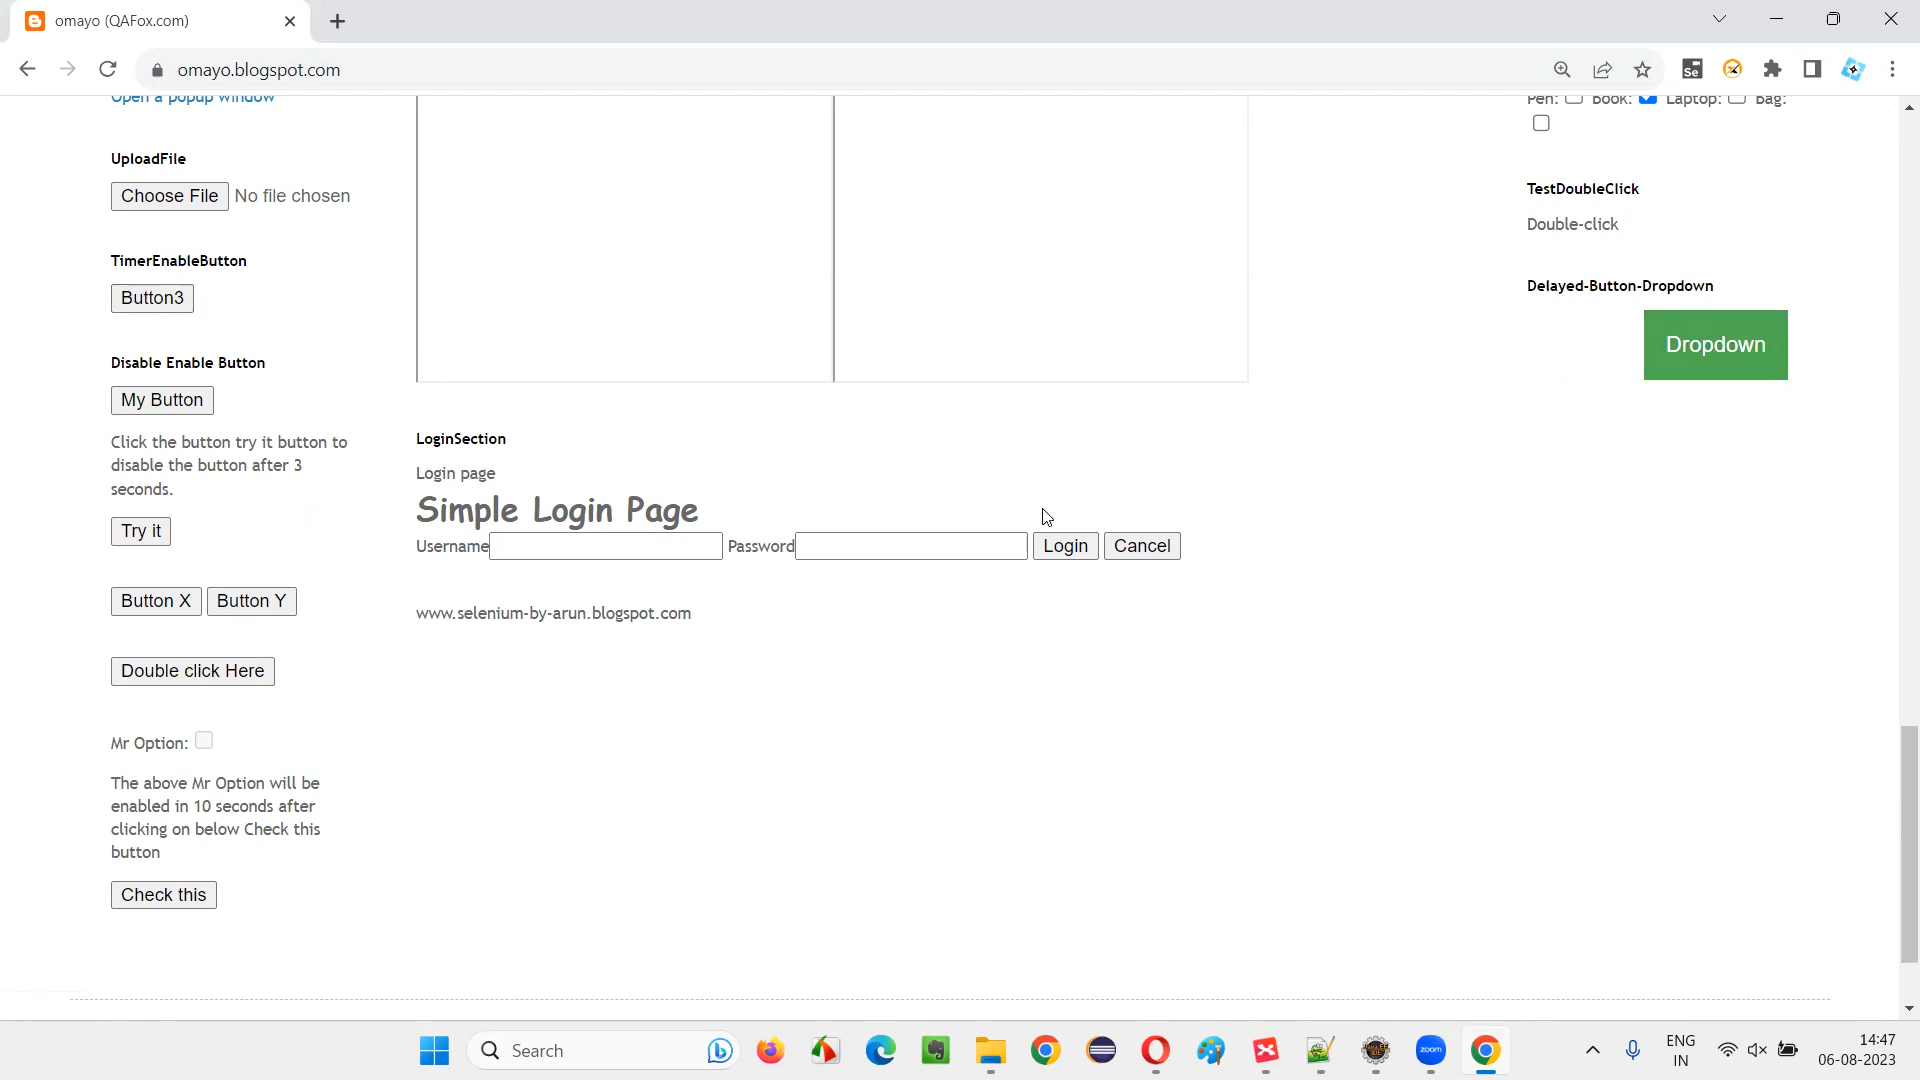 omayo (QAFox.com)
omayo.blogspot.com
Open a popup window
UploadFile
Choose File No file chosen
TimerEnableButton
Button3
Disable Enable Button
My Button
Click the button try it button to
disable the button after 3
seconds.
Try it
Button X Button Y
Double click Here
Mr Option:
The above Mr Option will be
enabled in 10 seconds after
clicking on below Check this
button
Check this
LoginSection
Login page
Simple Login Page
Username Password Login Cancel
www.selenium-by-arun.blogspot.com
Pen: Book: Laptop: Bag:
TestDoubleClick
Double-click
Delayed-Button-Dropdown
Dropdown
Se
Search
zoom
ENG
IN
14:47
06-08-2023